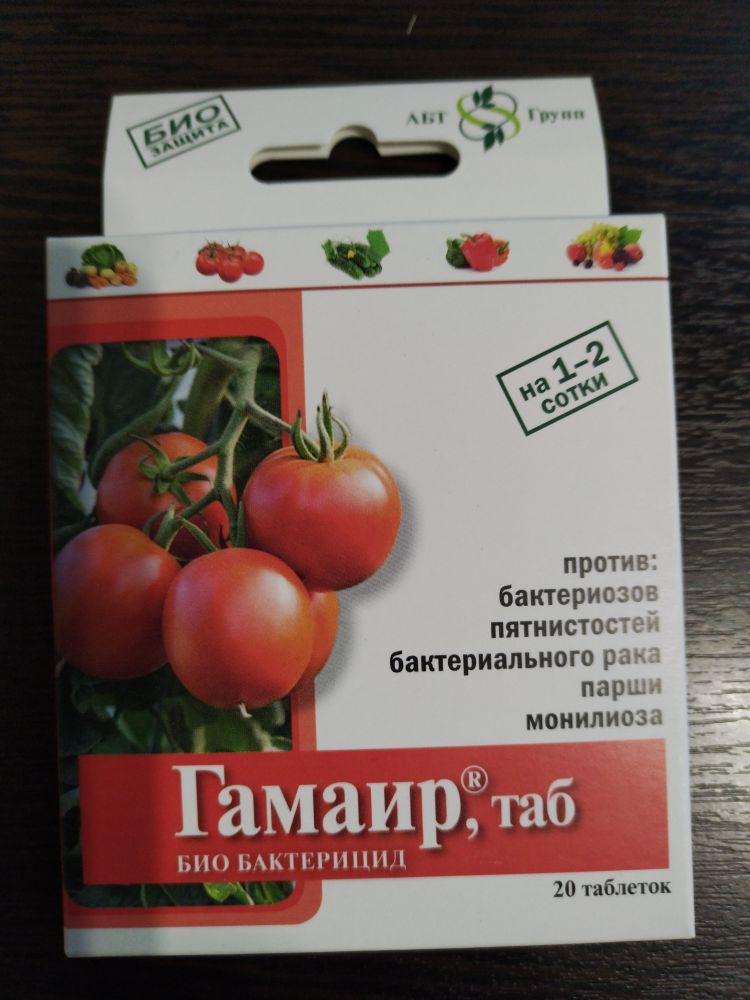 БИО
ЗАЩИТА
АБТ Групп
на 1-2
сотки
против:
бактериозов
пятнистостей
бактериального рака
парши
монилиоза
Гамаир,® таб
БИО БАКТЕРИЦИД
20 таблеток